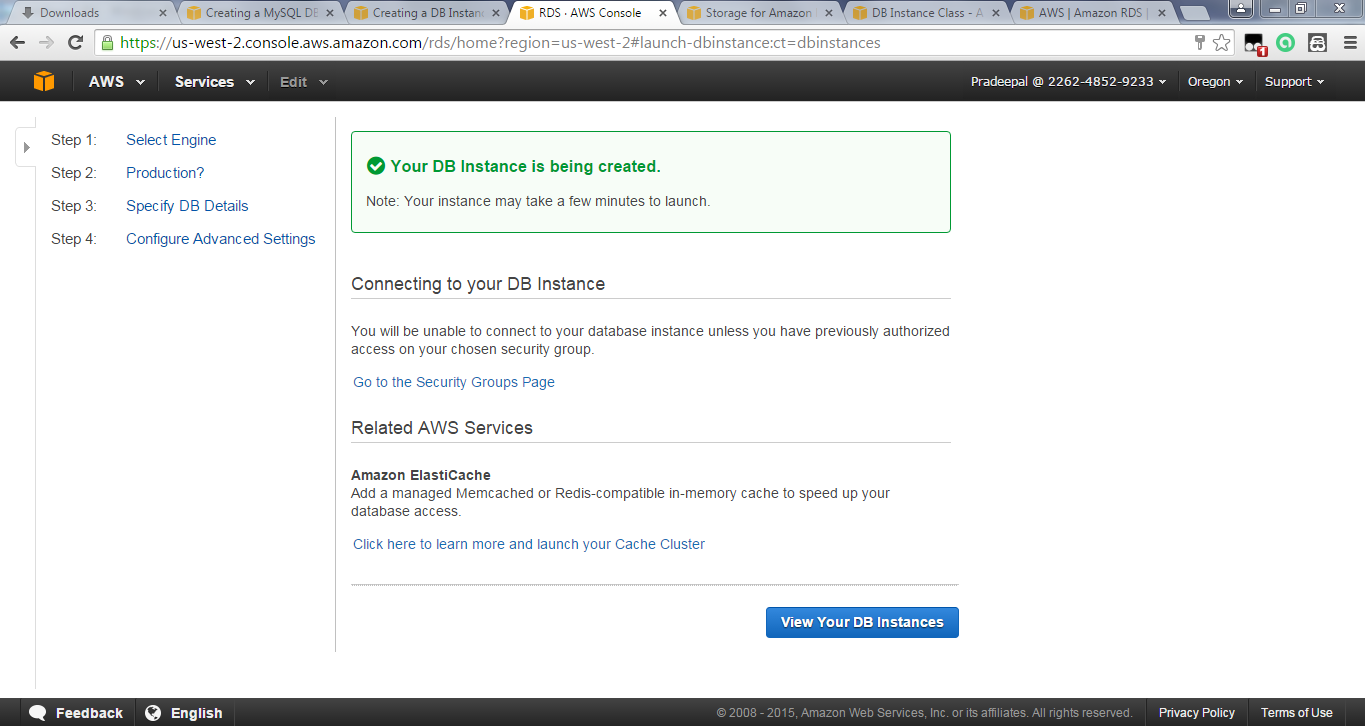 Downloads
Creating a MySQL DB
Creating a DB Instanc
RDS · AWS Console
Storage for Amazon
DB Instance Class - A
AWS | Amazon RDS |
https://us-west-2.console.aws.amazon.com/rds/home?region=us-west-2#launch-dbinstance:ct=dbinstances
1
AWS
Services
Edit
Pradeepal @ 2262-4852-9233
Oregon
Support
Step 1: Select Engine
Step 2: Production?
Step 3: Specify DB Details
Step 4: Configure Advanced Settings
Your DB Instance is being created.
Note: Your instance may take a few minutes to launch.
Connecting to your DB Instance
You will be unable to connect to your database instance unless you have previously authorized
access on your chosen security group.
Go to the Security Groups Page
Related AWS Services
Amazon ElastiCache
Add a managed Memcached or Redis-compatible in-memory cache to speed up your
database access.
Click here to learn more and launch your Cache Cluster
View Your DB Instances
Feedback
English
© 2008 - 2015, Amazon Web Services, Inc. or its affiliates. All rights reserved.
Privacy Policy
Terms of Use